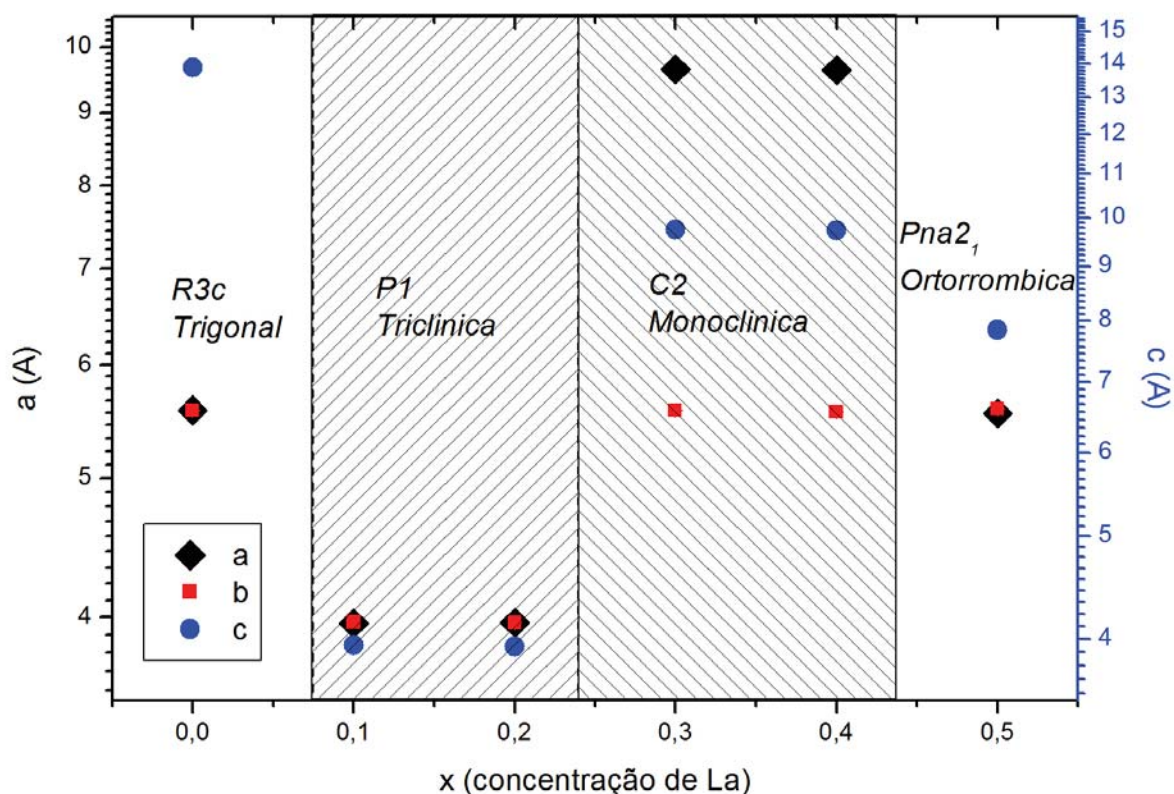 10
9
8
7
6
5
4
a (A)
15
14
13
12
11
10
9
8
7
6
5
4
c (A)
R3c
Trigonal
P1
Triclinica
C2
Monoclinica
Pna2₁
Ortorrombica
a
b
c
0,0 0,1 0,2 0,3 0,4 0,5
x (concentração de La)